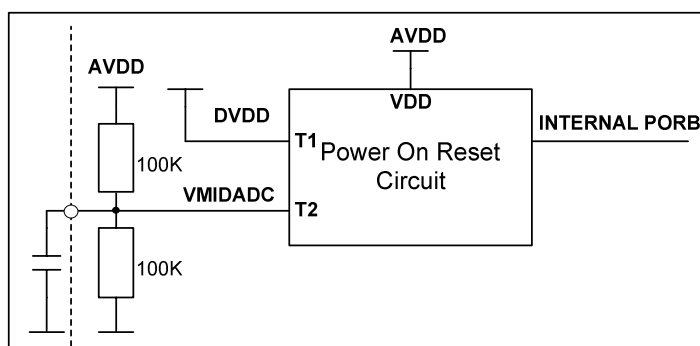 AVDD
AVDD
DVDD
VDD
INTERNAL PORB
T1
Power On Reset
Circuit
100K
VMIDADC
T2
100K